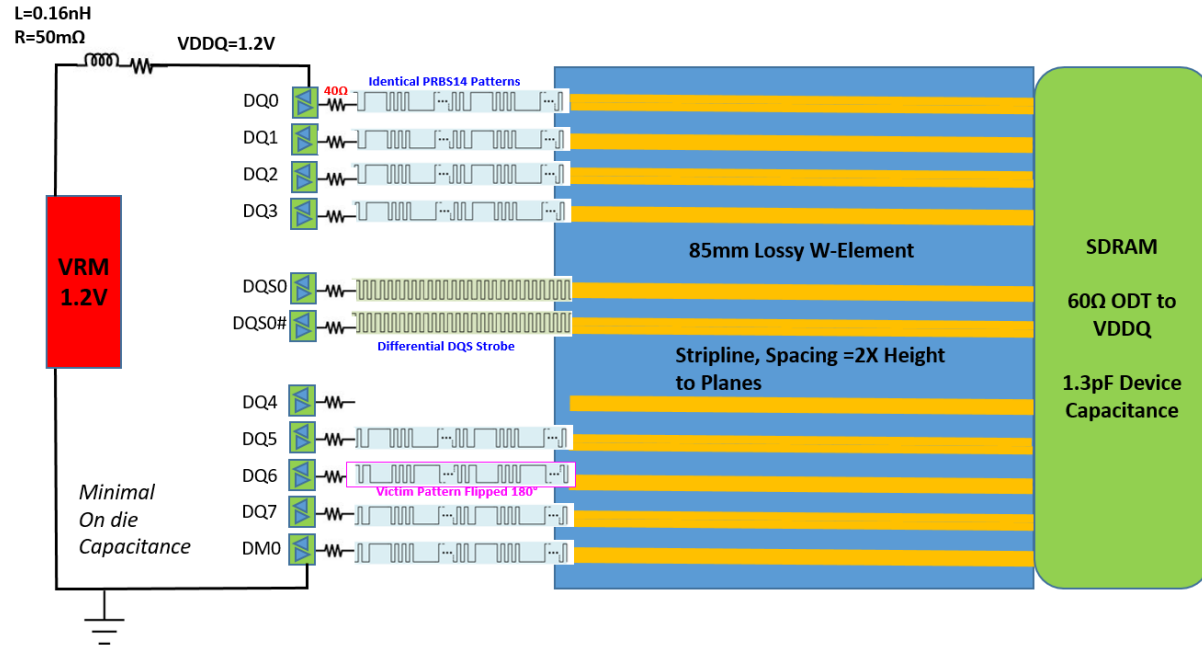 L=0.16nH
R=50mΩ
VDDQ=1.2V
Identical PRBS14 Patterns
DQ0
40Ω
DQ1
DQ2
DQ3
VRM
1.2V
85mm Lossy W-Element
SDRAM
60Ω ODT to
VDDQ
1.3pF Device
Capacitance
DQS0
DQS0#
Differential DQS Strobe
Stripline, Spacing =2X Height
to Planes
DQ4
DQ5
DQ6
Victim Pattern Flipped 180°
DQ7
DM0
Minimal
On die
Capacitance